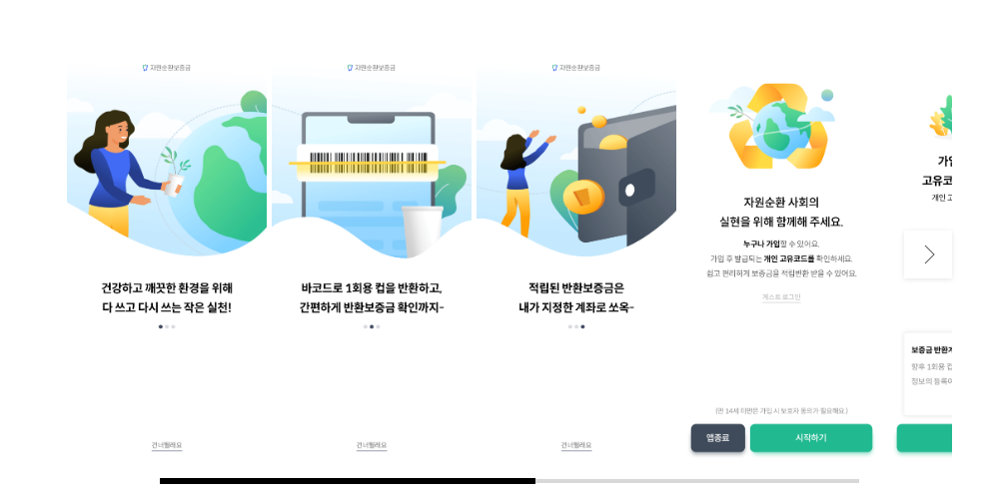 자원순환보증금
건강하고 깨끗한 환경을 위해
다 쓰고 다시 쓰는 작은 실천!
건너뛸래요
자원순환보증금
바코드로 1회용 컵을 반환하고,
간편하게 반환보증금 확인까지~
건너뛸래요
자원순환보증금
적립된 반환보증금은
내가 지정한 계좌로 쏘옥~
건너뛸래요
자원순환 사회의
실현을 위해 함께해 주세요.
누구나 가입할 수 있어요.
가입 후 발급되는 개인 고유코드를 확인하세요.
쉽고 편리하게 보증금을 적립반환 받을 수 있어요.
게스트 로그인
(만 14세 미만은 가입 시 보호자 동의가 필요해요.)
앱종료
시작하기
가입
고유코
개인 고
보증금 반환
향후 1회용 컵
정보의 등록이